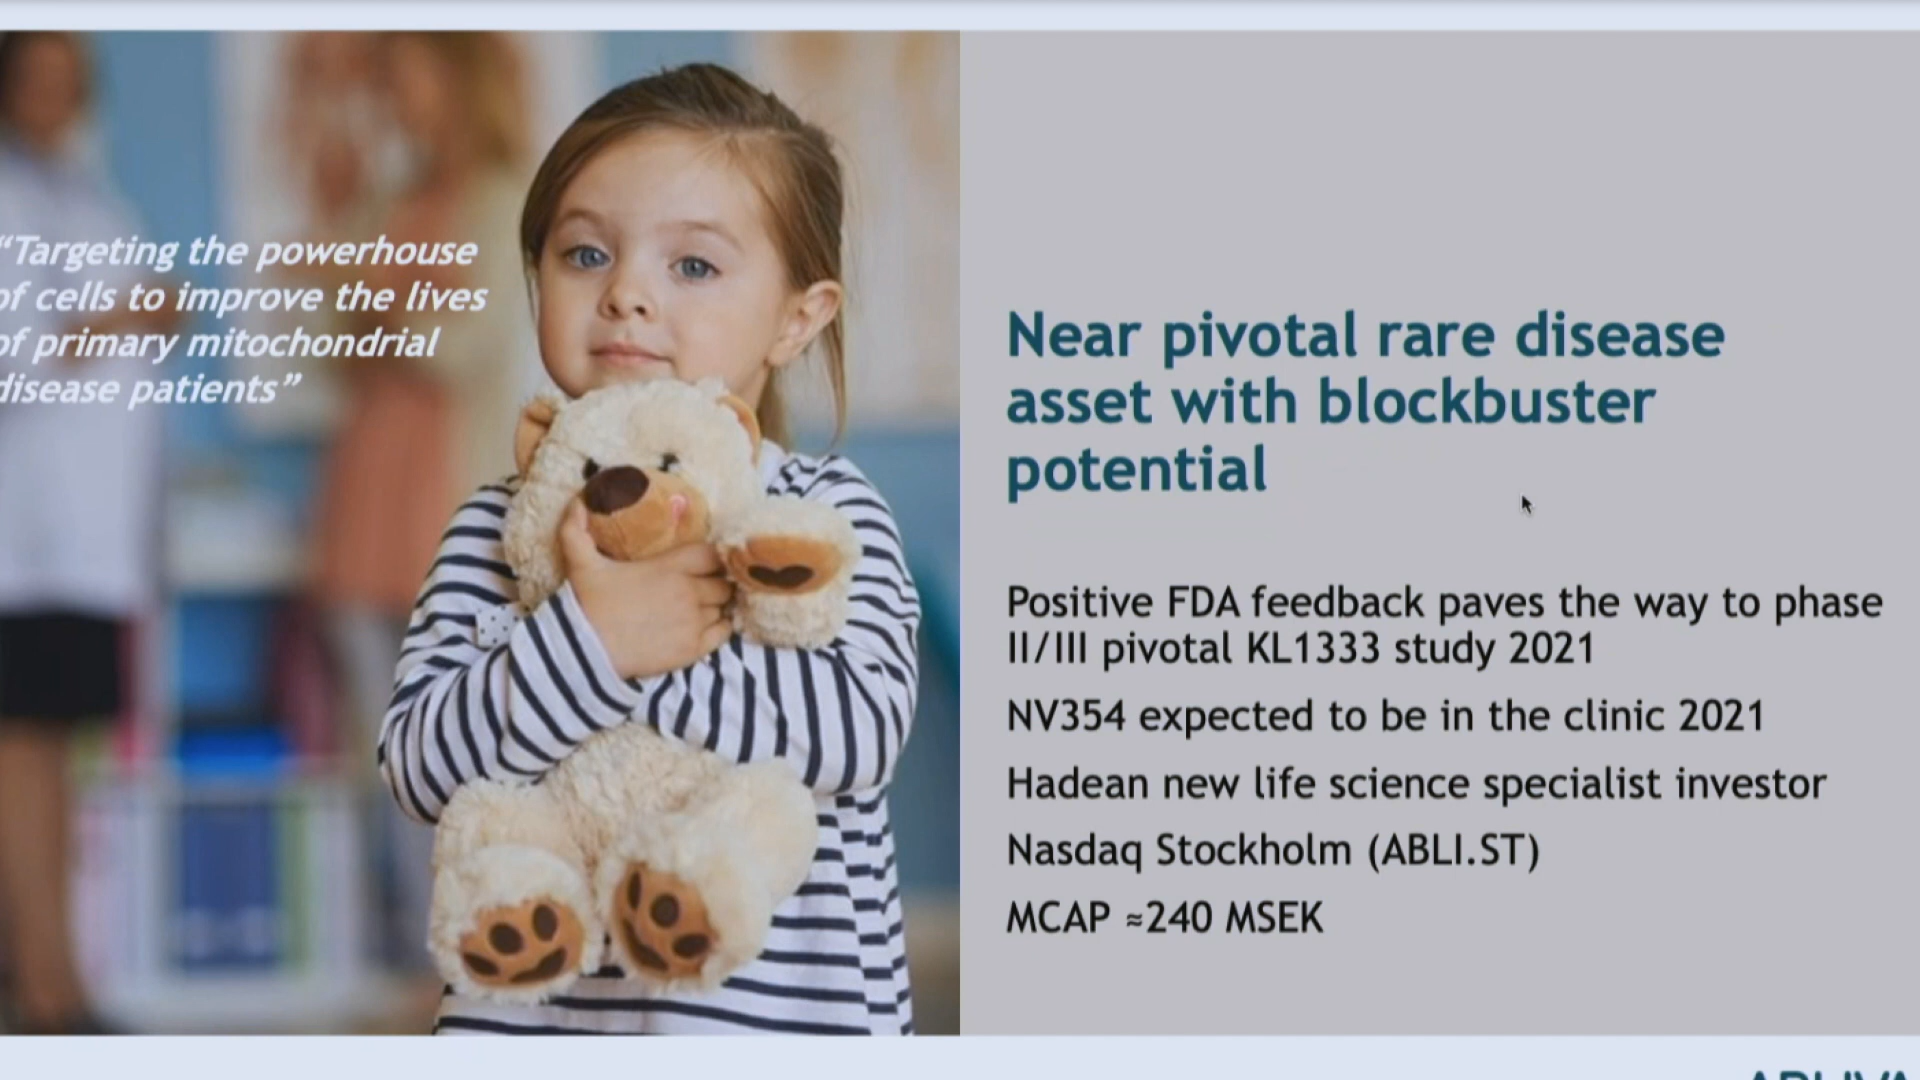 “Targeting the powerhouse
of cells to improve the lives
of primary mitochondrial
disease patients”
Near pivotal rare disease
asset with blockbuster
potential
Positive FDA feedback paves the way to phase
II/III pivotal KL1333 study 2021
NV354 expected to be in the clinic 2021
Hadean new life science specialist investor
Nasdaq Stockholm (ABLI.ST)
MCAP ≈240 MSEK